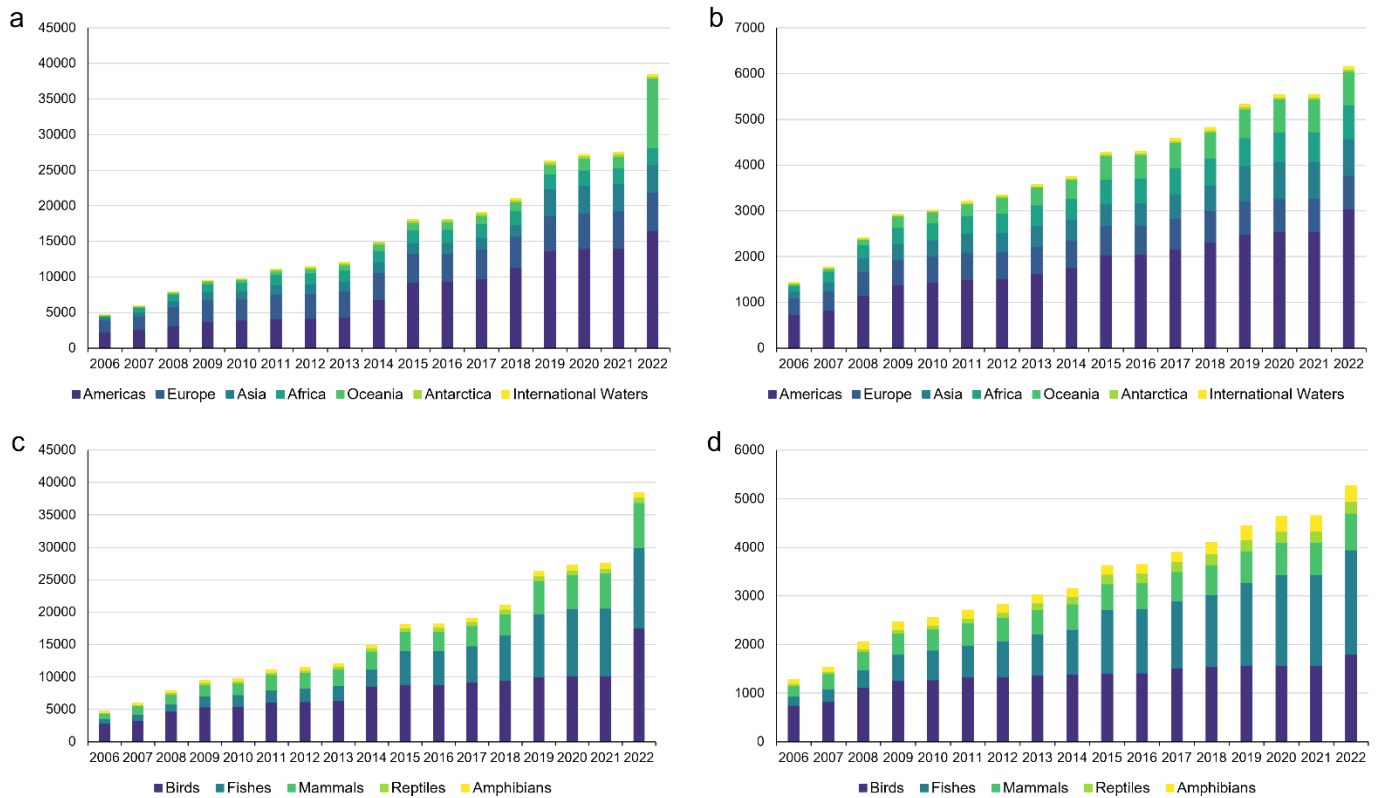 a
45000
40000
35000
30000
25000
20000
15000
10000
5000
0
2006 2007 2008 2009 2010 2011 2012 2013 2014 2015 2016 2017 2018 2019 2020 2021 2022
Americas Europe Asia Africa Oceania Antarctica International Waters
b
7000
6000
5000
4000
3000
2000
1000
0
2006 2007 2008 2009 2010 2011 2012 2013 2014 2015 2016 2017 2018 2019 2020 2021 2022
Americas Europe Asia Africa Oceania Antarctica International Waters
c
45000
40000
35000
30000
25000
20000
15000
10000
5000
0
2006 2007 2008 2009 2010 2011 2012 2013 2014 2015 2016 2017 2018 2019 2020 2021 2022
Birds Fishes Mammals Reptiles Amphibians
d
6000
5000
4000
3000
2000
1000
0
2006 2007 2008 2009 2010 2011 2012 2013 2014 2015 2016 2017 2018 2019 2020 2021 2022
Birds Fishes Mammals Reptiles Amphibians